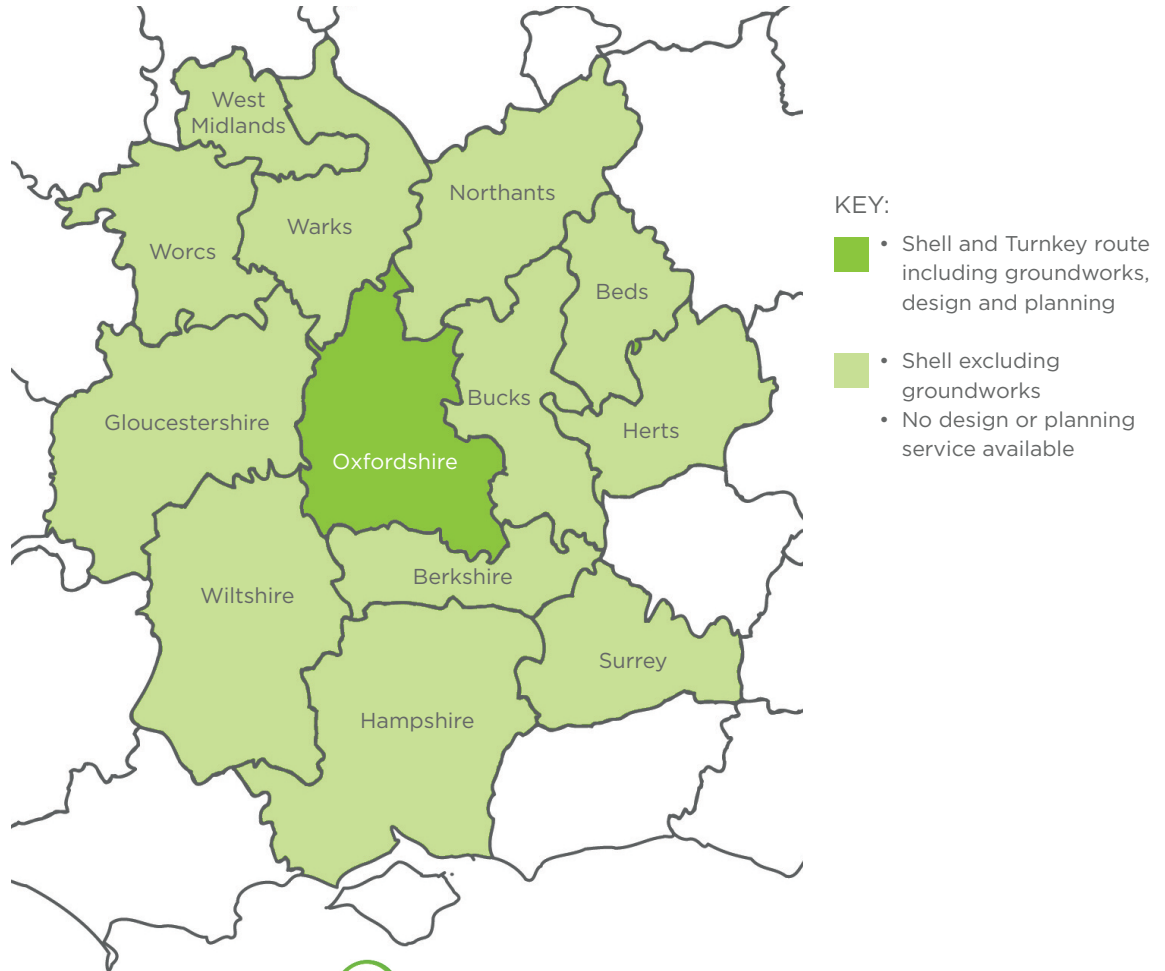 West
Midlands
Northants
Warks
Worcs
Beds
Bucks
Gloucestershire
Herts
Oxfordshire
Berkshire
Wiltshire
Surrey
Hampshire
KEY:
• Shell and Turnkey route
including groundworks,
design and planning
• Shell excluding
groundworks
• No design or planning
service available